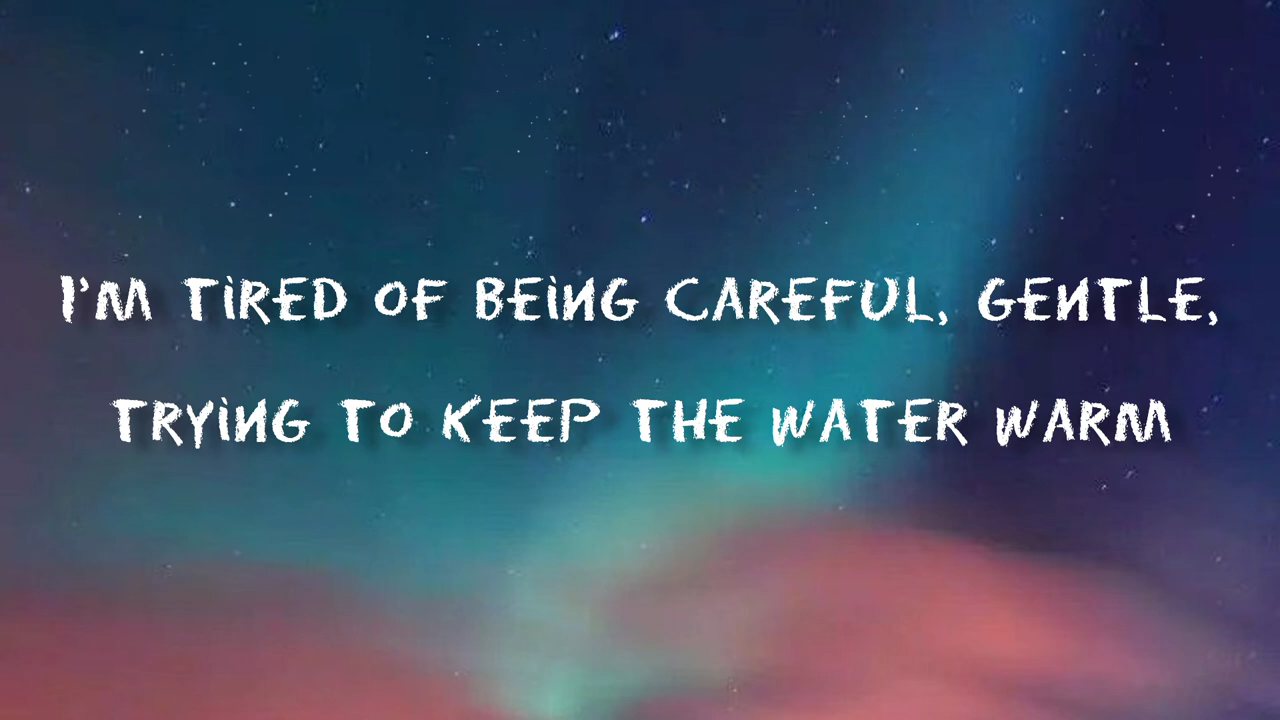 I'M TIRED OF BEING CAREFUL, GENTLE,
TRYING TO KEEP THE WATER WARM